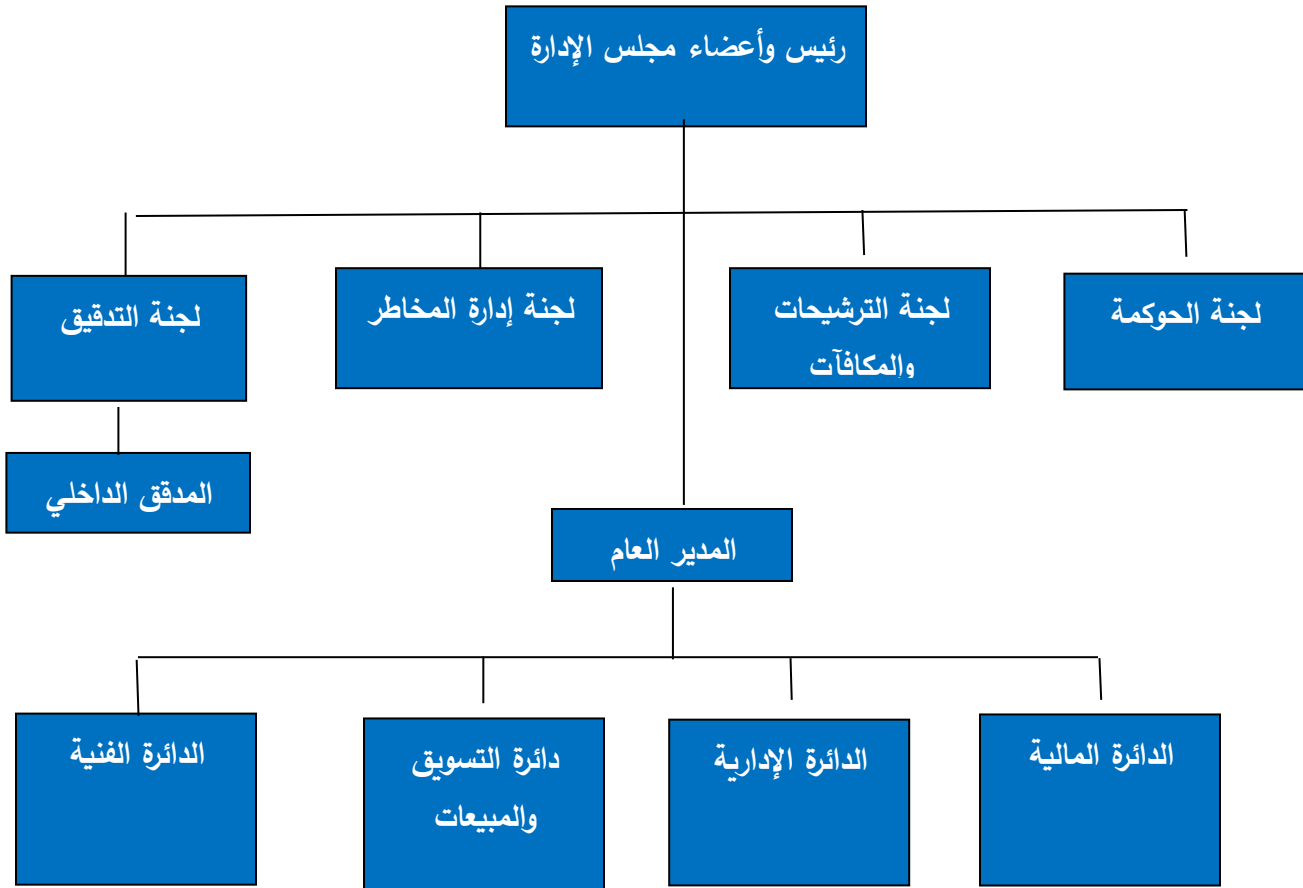 رئيس وأعضاء مجلس الإدارة
لجنة الحوكمة
لجنة الترشيحات
والمكافآت
لجنة إدارة المخاطر
لجنة التدقيق
المدقق الداخلي
المدير العام
الدائرة المالية
الدائرة الإدارية
دائرة التسويق
والمبيعات
الدائرة الفنية